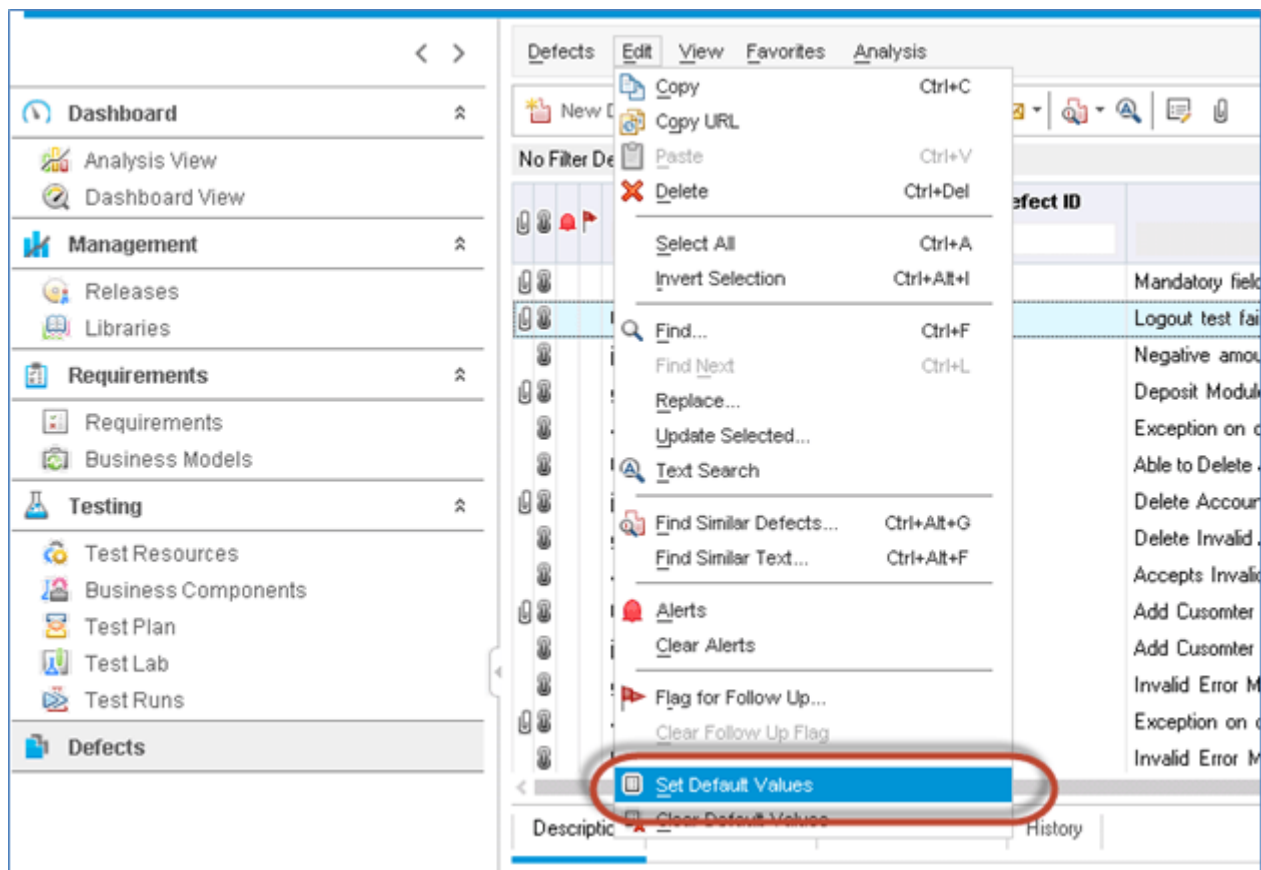 Dashboard
Analysis View
Dashboard View
Management
Releases
Libraries
Requirements
Requirements
Business Models
Testing
Test Resources
Business Components
Test Plan
Test Lab
Test Runs
Defects
Defects Edit View Favorites Analysis
New D
No Filter De
Copy Ctrl+C
Copy URL
Paste Ctrl+V
Delete Ctrl+Del
Select All Ctrl+A
Invert Selection Ctrl+Alt+I
Find... Ctrl+F
Find Next Ctrl+L
Replace...
Update Selected...
Text Search
Find Similar Defects... Ctrl+Alt+G
Find Similar Text... Ctrl+Alt+F
Alerts
Clear Alerts
Flag for Follow Up...
Clear Follow Up Flag
Set Default Values
Clear Default Values
efect ID
Mandatory field
Logout test fai
Negative amou
Deposit Module
Exception on c
Able to Delete
Delete Accour
Delete Invalid
Accepts Invalid
Add Cusomter
Add Cusomter
Invalid Error M
Exception on c
Invalid Error M
Descriptic History